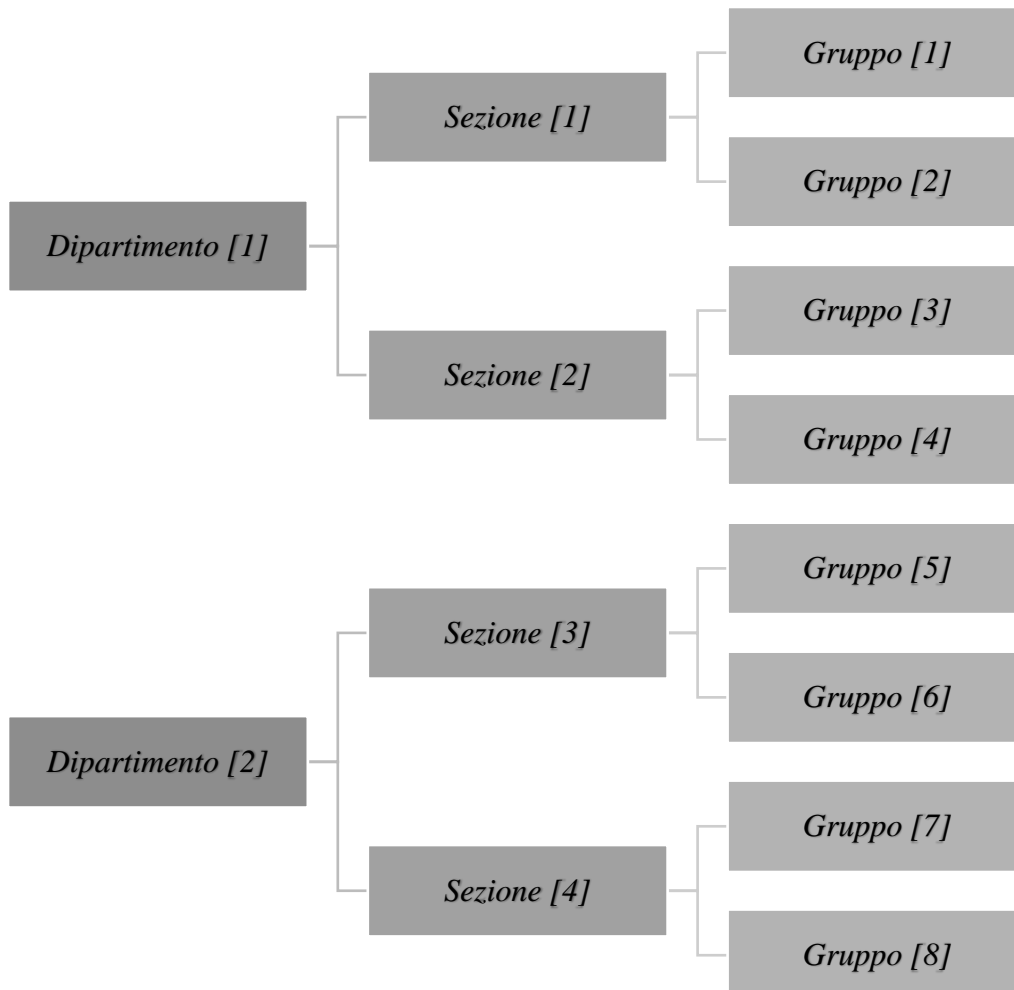 Dipartimento [1]
Sezione [1]
Gruppo [1]
Gruppo [2]
Sezione [2]
Gruppo [3]
Gruppo [4]
Dipartimento [2]
Sezione [3]
Gruppo [5]
Gruppo [6]
Sezione [4]
Gruppo [7]
Gruppo [8]